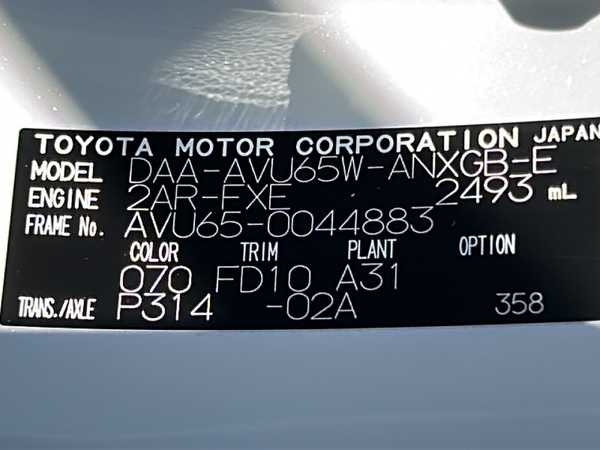 TOYOTA MOTOR CORPORATION JAPAN
MODEL DAA-AVU65W-ANXGB-E
ENGINE 2AR-FXE 2493 mL
FRAME No. AVU65-0044883
COLOR TRIM PLANT OPTION
070 FD10 A31
TRANS./AXLE P314 -02A 358